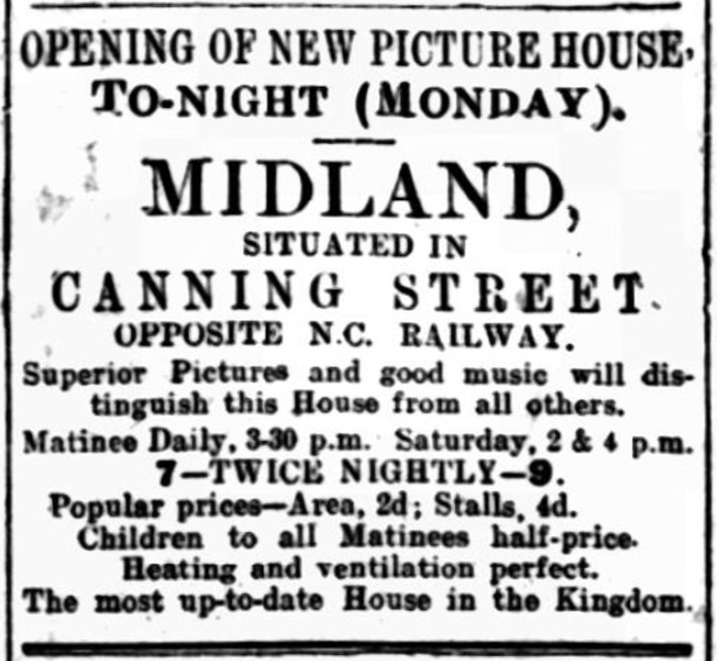 OPENING OF NEW PICTURE HOUSE.
TO-NIGHT (MONDAY).
MIDLAND,
SITUATED IN
CANNING STREET.
OPPOSITE N.C. RAILWAY.
Superior Pictures and good music will dis-
tinguish this House from all others.
Matinee Daily, 3-30 p.m. Saturday, 2 & 4 p.m.
7—TWICE NIGHTLY—9.
Popular prices—Area, 2d; Stalls, 4d.
Children to all Matinees half-price.
Heating and ventilation perfect.
The most up-to-date House in the Kingdom.